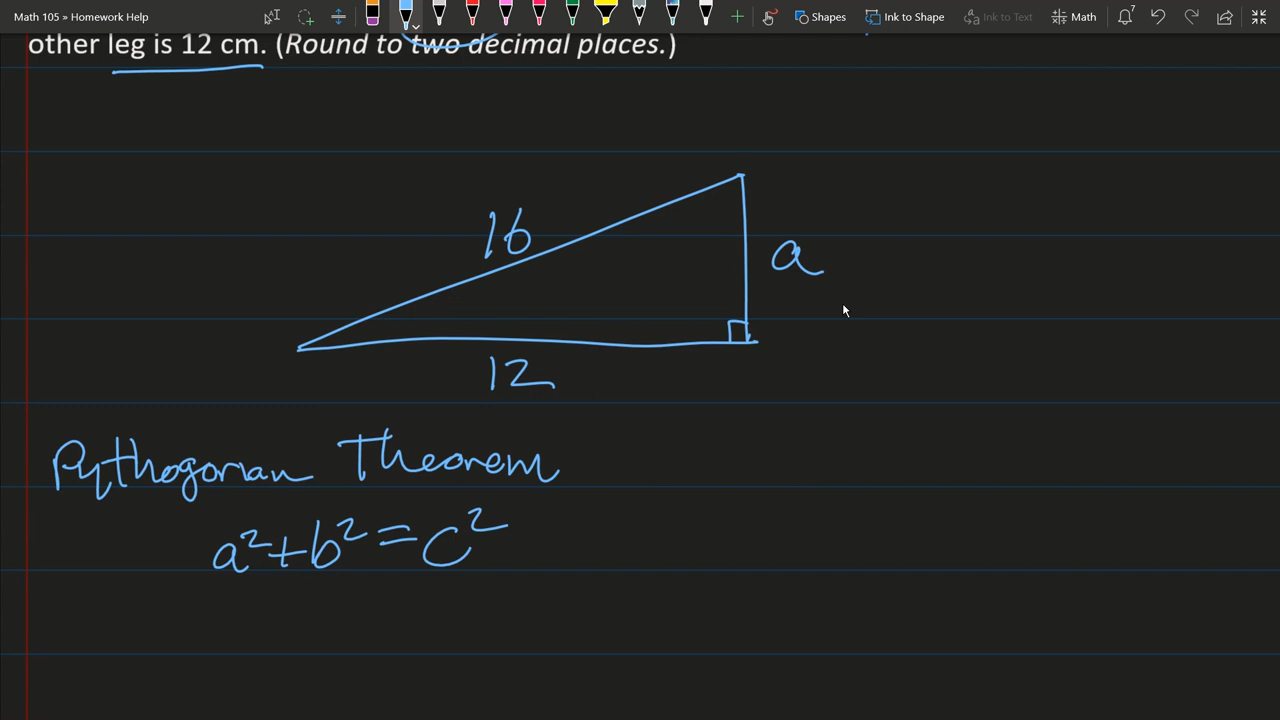 Math 105 » Homework Help
Shapes
Ink to Shape
Ink to Text
Math
7
other leg is 12 cm. (Round to two decimal places.)
16
a
12
Pythogorian Theorem
a²+b²=c²